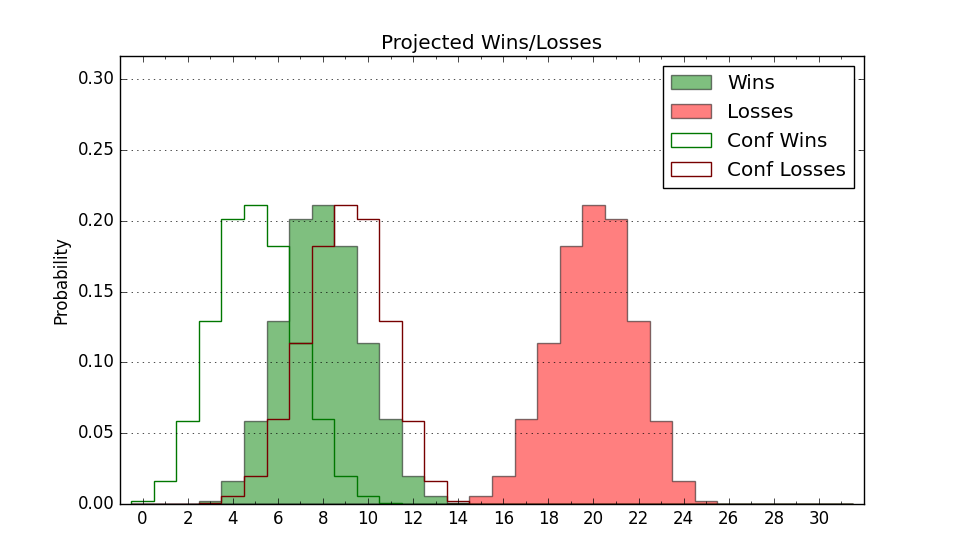 Projected Wins/Losses
Wins
Losses
Conf Wins
Conf Losses
Probability
0.30
0.25
0.20
0.15
0.10
0.05
0.00
0 2 4 6 8 10 12 14 16 18 20 22 24 26 28 30